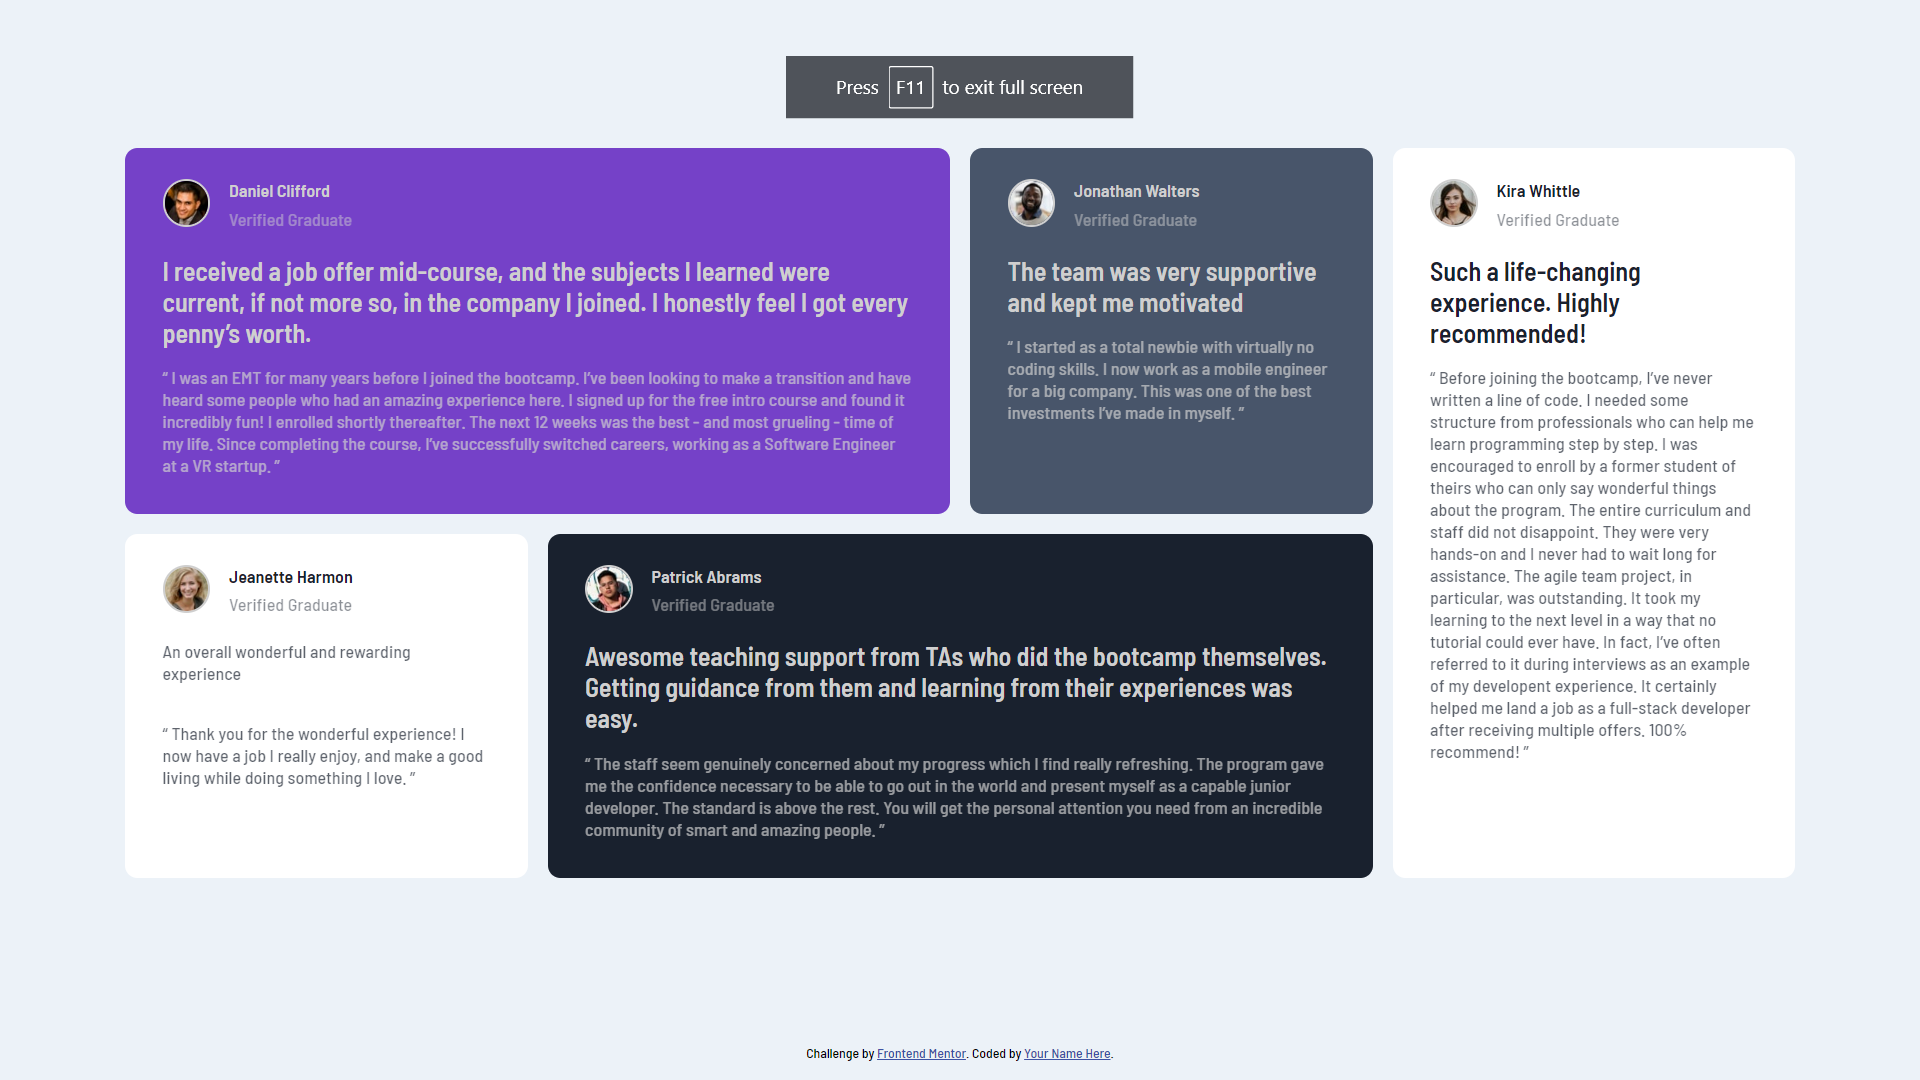 Press F11 to exit full screen
Daniel Clifford
Verified Graduate
I received a job offer mid-course, and the subjects I learned were
current, if not more so, in the company I joined. I honestly feel I got every
penny’s worth.
“ I was an EMT for many years before I joined the bootcamp. I’ve been looking to make a transition and have
heard some people who had an amazing experience here. I signed up for the free intro course and found it
incredibly fun! I enrolled shortly thereafter. The next 12 weeks was the best - and most grueling - time of
my life. Since completing the course, I’ve successfully switched careers, working as a Software Engineer
at a VR startup. ”
Jonathan Walters
Verified Graduate
The team was very supportive
and kept me motivated
“ I started as a total newbie with virtually no
coding skills. I now work as a mobile engineer
for a big company. This was one of the best
investments I’ve made in myself. ”
Kira Whittle
Verified Graduate
Such a life-changing
experience. Highly
recommended!
“ Before joining the bootcamp, I’ve never
written a line of code. I needed some
structure from professionals who can help me
learn programming step by step. I was
encouraged to enroll by a former student of
theirs who can only say wonderful things
about the program. The entire curriculum and
staff did not disappoint. They were very
hands-on and I never had to wait long for
assistance. The agile team project, in
particular, was outstanding. It took my
learning to the next level in a way that no
tutorial could ever have. In fact, I’ve often
referred to it during interviews as an example
of my developent experience. It certainly
helped me land a job as a full-stack developer
after receiving multiple offers. 100%
recommend! ”
Jeanette Harmon
Verified Graduate
An overall wonderful and rewarding
experience
“ Thank you for the wonderful experience! I
now have a job I really enjoy, and make a good
living while doing something I love. ”
Patrick Abrams
Verified Graduate
Awesome teaching support from TAs who did the bootcamp themselves.
Getting guidance from them and learning from their experiences was
easy.
“ The staff seem genuinely concerned about my progress which I find really refreshing. The program gave
me the confidence necessary to be able to go out in the world and present myself as a capable junior
developer. The standard is above the rest. You will get the personal attention you need from an incredible
community of smart and amazing people. ”
Challenge by Frontend Mentor. Coded by Your Name Here.